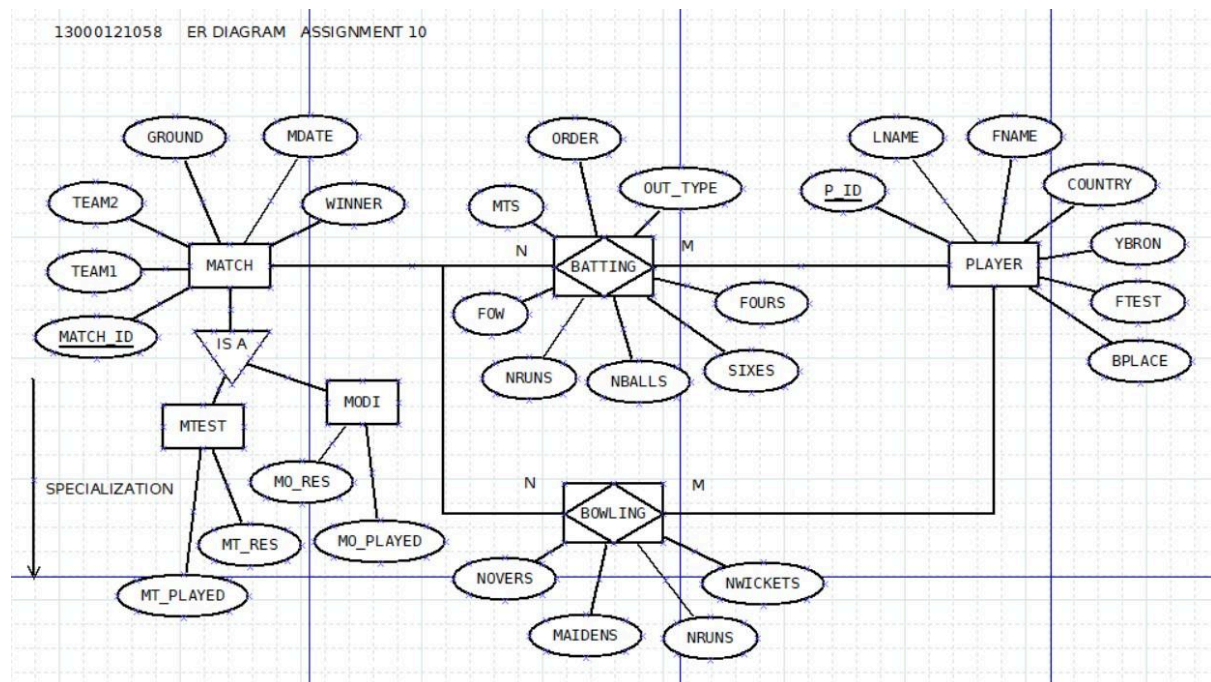 13000121058 ER DIAGRAM ASSIGNMENT 10
GROUND
MDATE
TEAM2
WINNER
TEAM1
MATCH
MATCH_ID
IS A
MTEST
MODI
MO_RES
MT_RES
MO_PLAYED
MT_PLAYED
SPECIALIZATION
ORDER
OUT_TYPE
MTS
N
M
BATTING
FOW
FOURS
NRUNS
NBALLS
SIXES
LNAME
FNAME
P_ID
COUNTRY
YBRON
PLAYER
FTEST
BPLACE
N
M
BOWLING
NOVERS
NWICKETS
MAIDENS
NRUNS